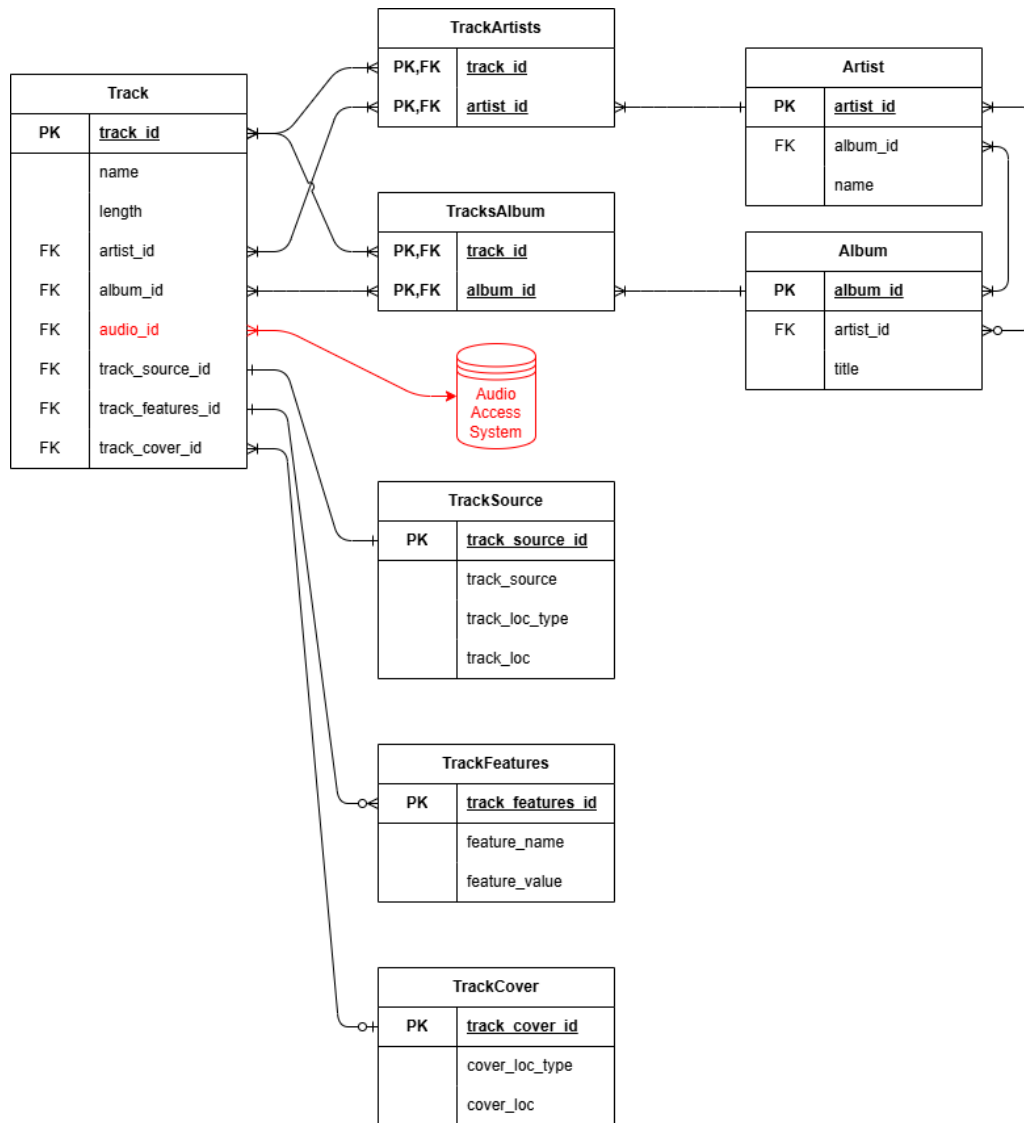 Track
PK track_id
name
length
FK artist_id
FK album_id
FK audio_id
FK track_source_id
FK track_features_id
FK track_cover_id
TrackArtists
PK,FK track_id
PK,FK artist_id
TracksAlbum
PK,FK track_id
PK,FK album_id
Artist
PK artist_id
FK album_id
name
Album
PK album_id
FK artist_id
title
Audio
Access
System
TrackSource
PK track_source_id
track_source
track_loc_type
track_loc
TrackFeatures
PK track_features_id
feature_name
feature_value
TrackCover
PK track_cover_id
cover_loc_type
cover_loc